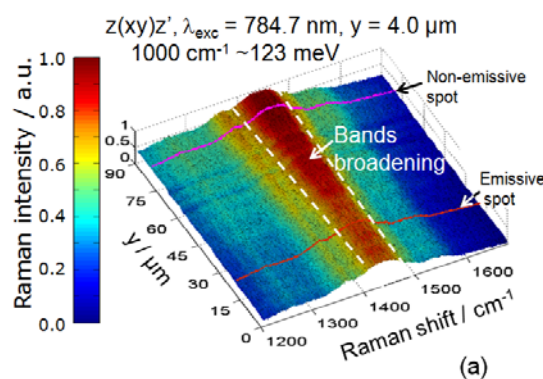 z(xy)z’, λexc = 784.7 nm, y = 4.0 μm
1000 cm-1 ~123 meV
Non-emissive
spot
Bands
broadening
Emissive
spot
Raman intensity / a.u.
1.0
0.8
0.6
0.4
0.2
0.0
1
0.5
0
90
75
60
45
30
15
0
y / μm
1200
1300
1400
1500
1600
Raman shift / cm-1
(a)